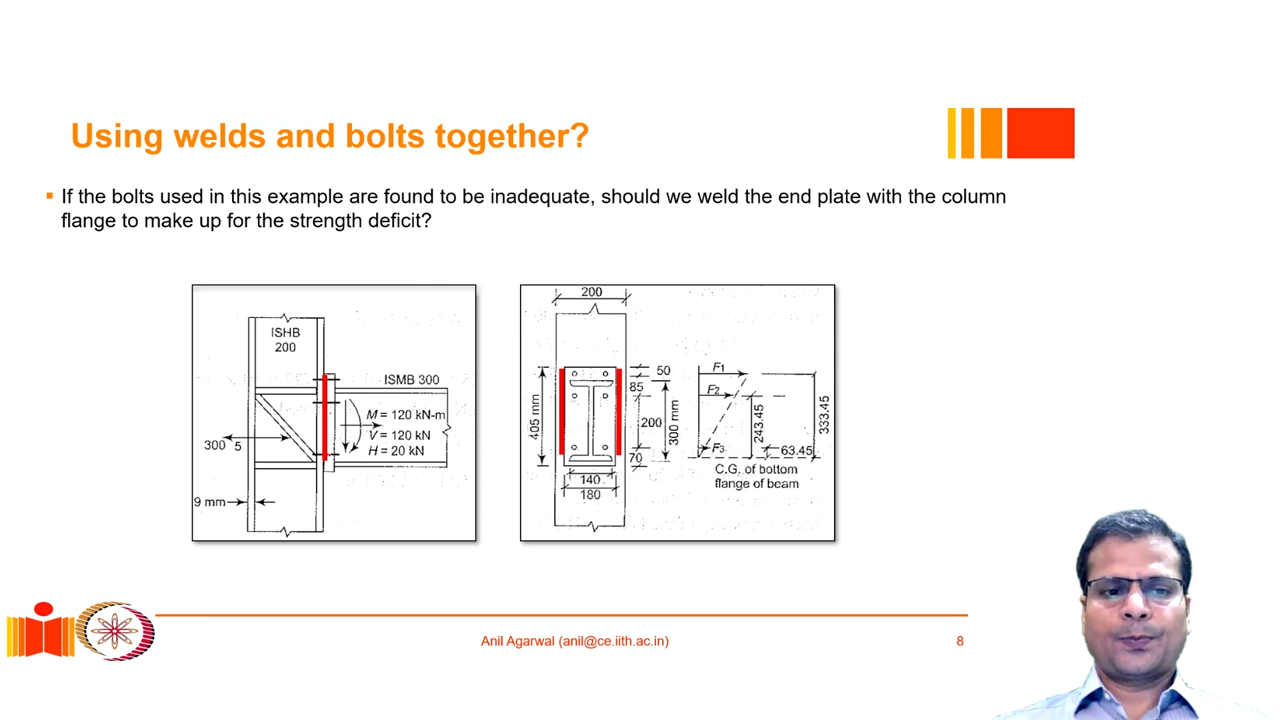 Using welds and bolts together?
If the bolts used in this example are found to be inadequate, should we weld the end plate with the column
flange to make up for the strength deficit?
ISHB
200
ISMB 300
M = 120 kN-m
V = 120 kN
H = 20 kN
300
5
9 mm
200
405 mm
50
85
200
300 mm
70
140
180
F1
F2
F3
243.45
333.45
63.45
C.G. of bottom
flange of beam
Anil Agarwal (anil@ce.iith.ac.in)
8